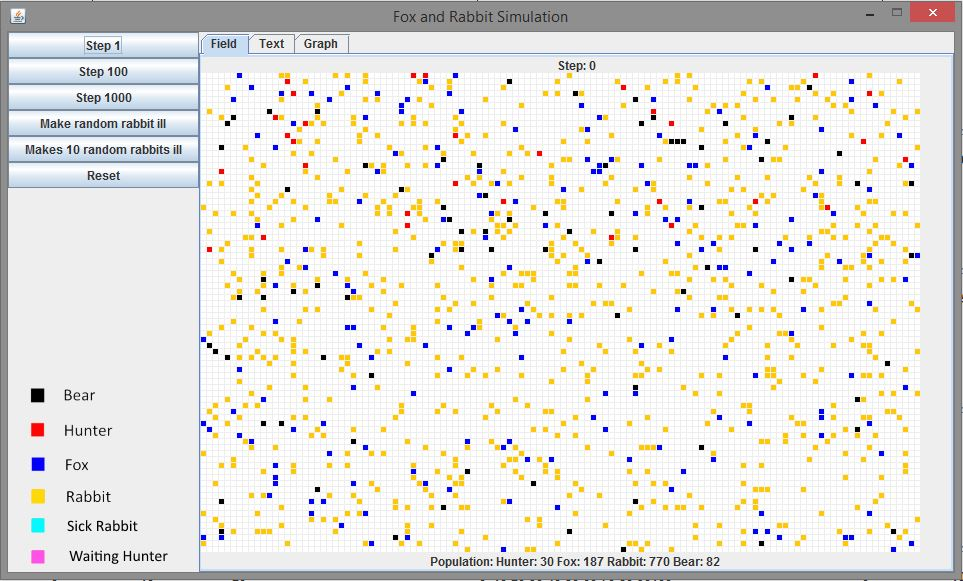 Fox and Rabbit Simulation
Step 1
Step 100
Step 1000
Make random rabbit ill
Makes 10 random rabbits ill
Reset
Field Text Graph
Step: 0
Bear
Hunter
Fox
Rabbit
Sick Rabbit
Waiting Hunter
Population: Hunter: 30 Fox: 187 Rabbit: 770 Bear: 82